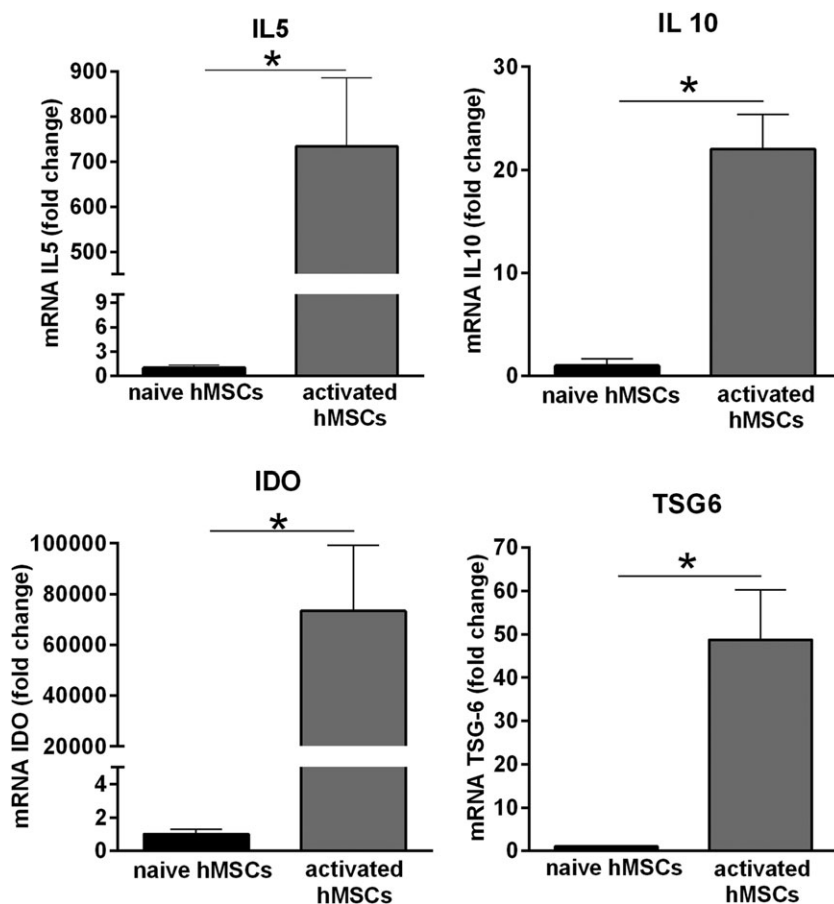 IL5
mRNA IL5 (fold change)
900
800
700
600
500
9
6
3
0
*
naive hMSCs
activated
hMSCs
IL 10
mRNA IL10 (fold change)
30
20
10
0
*
naive hMSCs
activated
hMSCs
IDO
mRNA IDO (fold change)
100000
80000
60000
40000
20000
4
2
0
*
naive hMSCs
activated
hMSCs
TSG6
mRNA TSG-6 (fold change)
70
60
50
40
30
20
10
0
*
naive hMSCs
activated
hMSCs